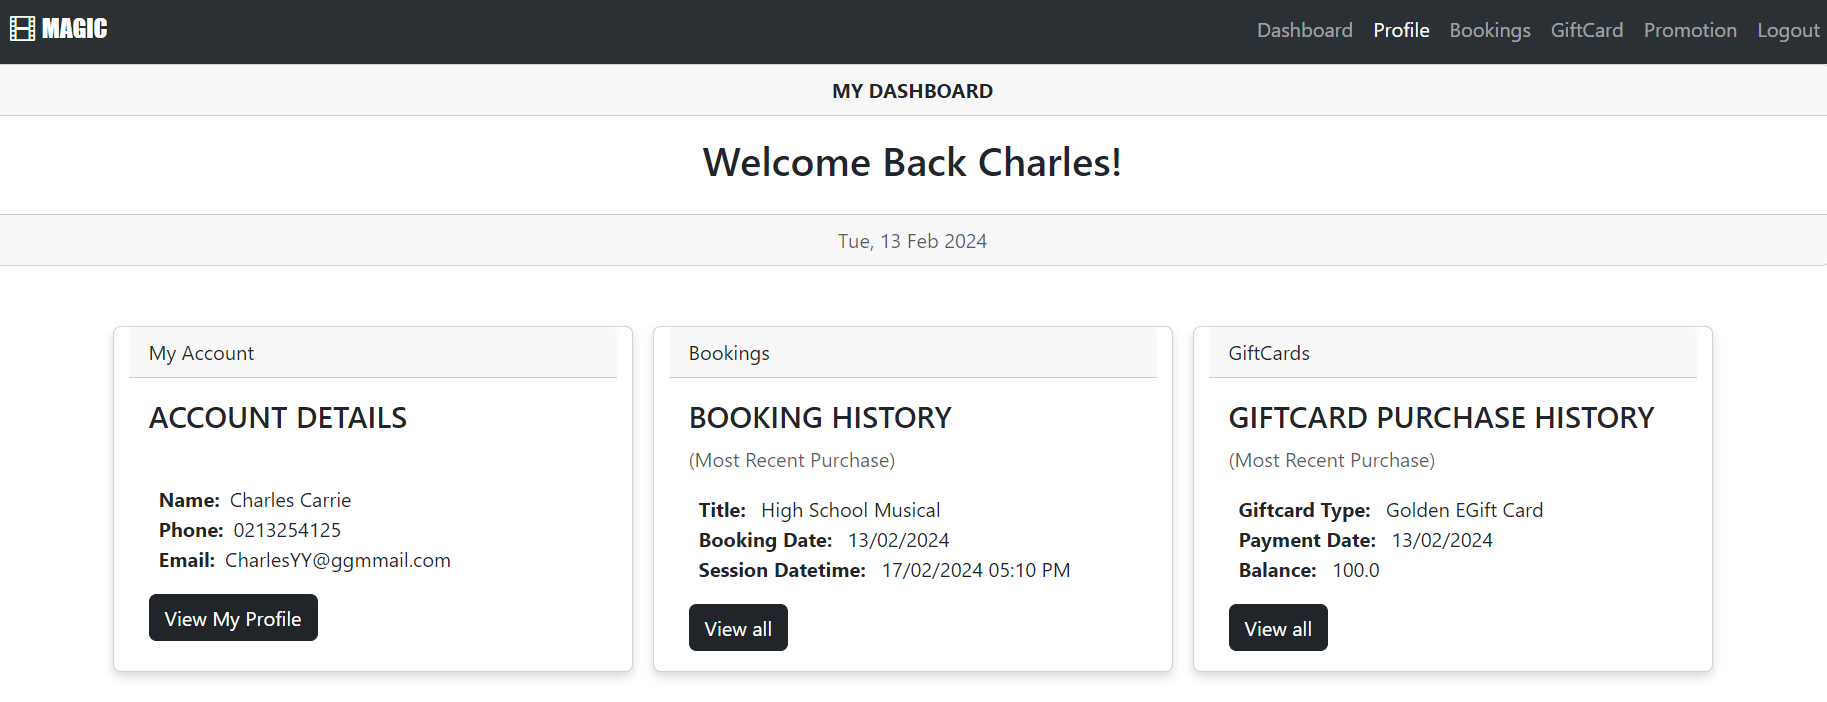 MAGIC
Dashboard Profile Bookings GiftCard Promotion Logout
MY DASHBOARD
Welcome Back Charles!
Tue, 13 Feb 2024
My Account
ACCOUNT DETAILS
Name: Charles Carrie
Phone: 0213254125
Email: CharlesYY@ggmmail.com
View My Profile
Bookings
BOOKING HISTORY
(Most Recent Purchase)
Title: High School Musical
Booking Date: 13/02/2024
Session Datetime: 17/02/2024 05:10 PM
View all
GiftCards
GIFTCARD PURCHASE HISTORY
(Most Recent Purchase)
Giftcard Type: Golden EGift Card
Payment Date: 13/02/2024
Balance: 100.0
View all